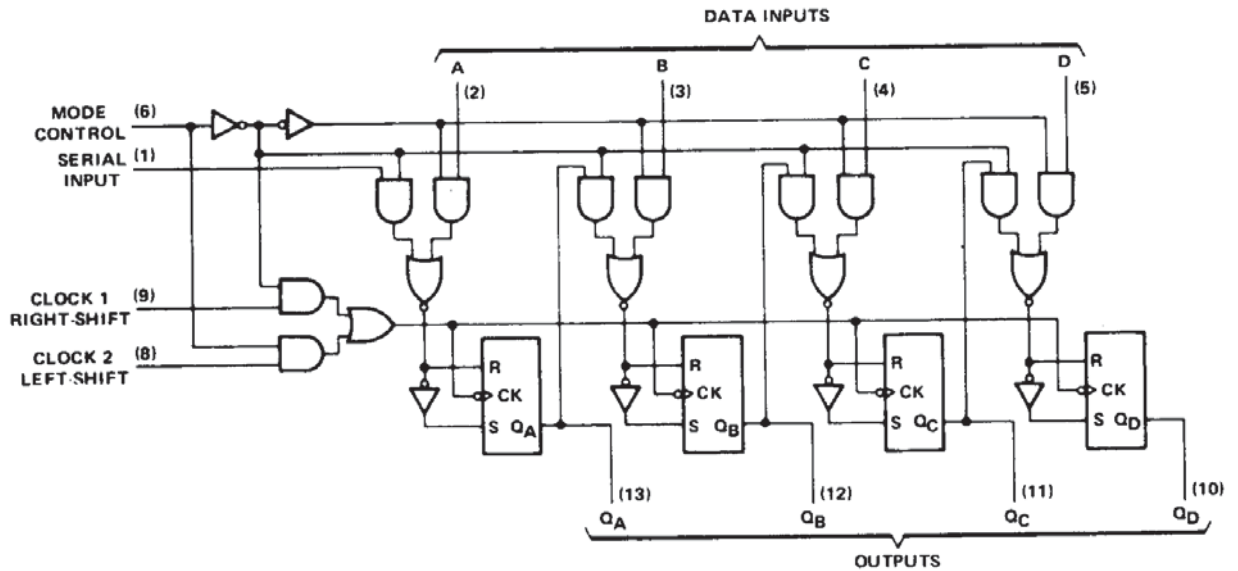 DATA INPUTS
A B C D
(2) (3) (4) (5)
MODE (6)
CONTROL
SERIAL (1)
INPUT
CLOCK 1 (9)
RIGHT-SHIFT
CLOCK 2 (8)
LEFT-SHIFT
R R R R
CK CK CK CK
S QA S QB S QC S QD
(13) (12) (11) (10)
QA QB QC QD
OUTPUTS